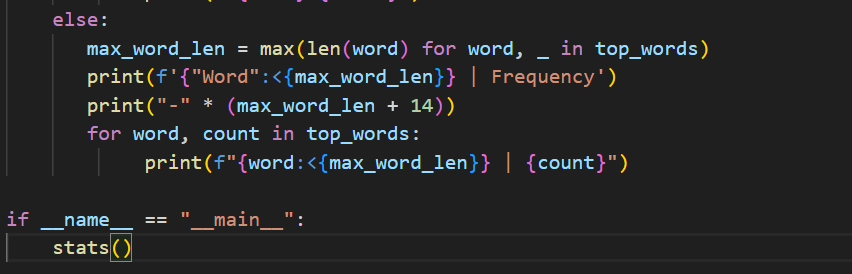 else:
max_word_len = max(len(word) for word, _ in top_words)
print(f'{"Word":<{max_word_len}} | Frequency')
print("-" * (max_word_len + 14))
for word, count in top_words:
print(f"{word:<{max_word_len}} | {count}")
if __name__ == "__main__":
stats()